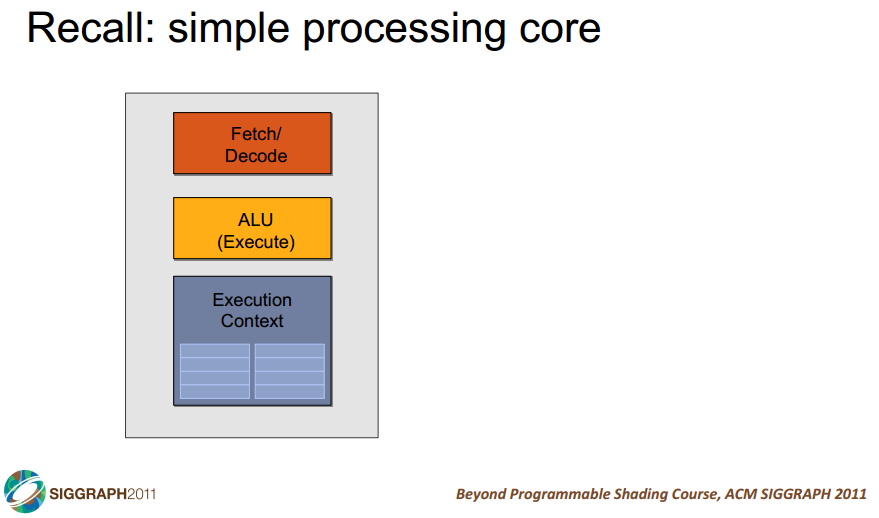 Recall: simple processing core
Fetch/
Decode
ALU
(Execute)
Execution
Context
SIGGRAPH2011
Beyond Programmable Shading Course, ACM SIGGRAPH 2011